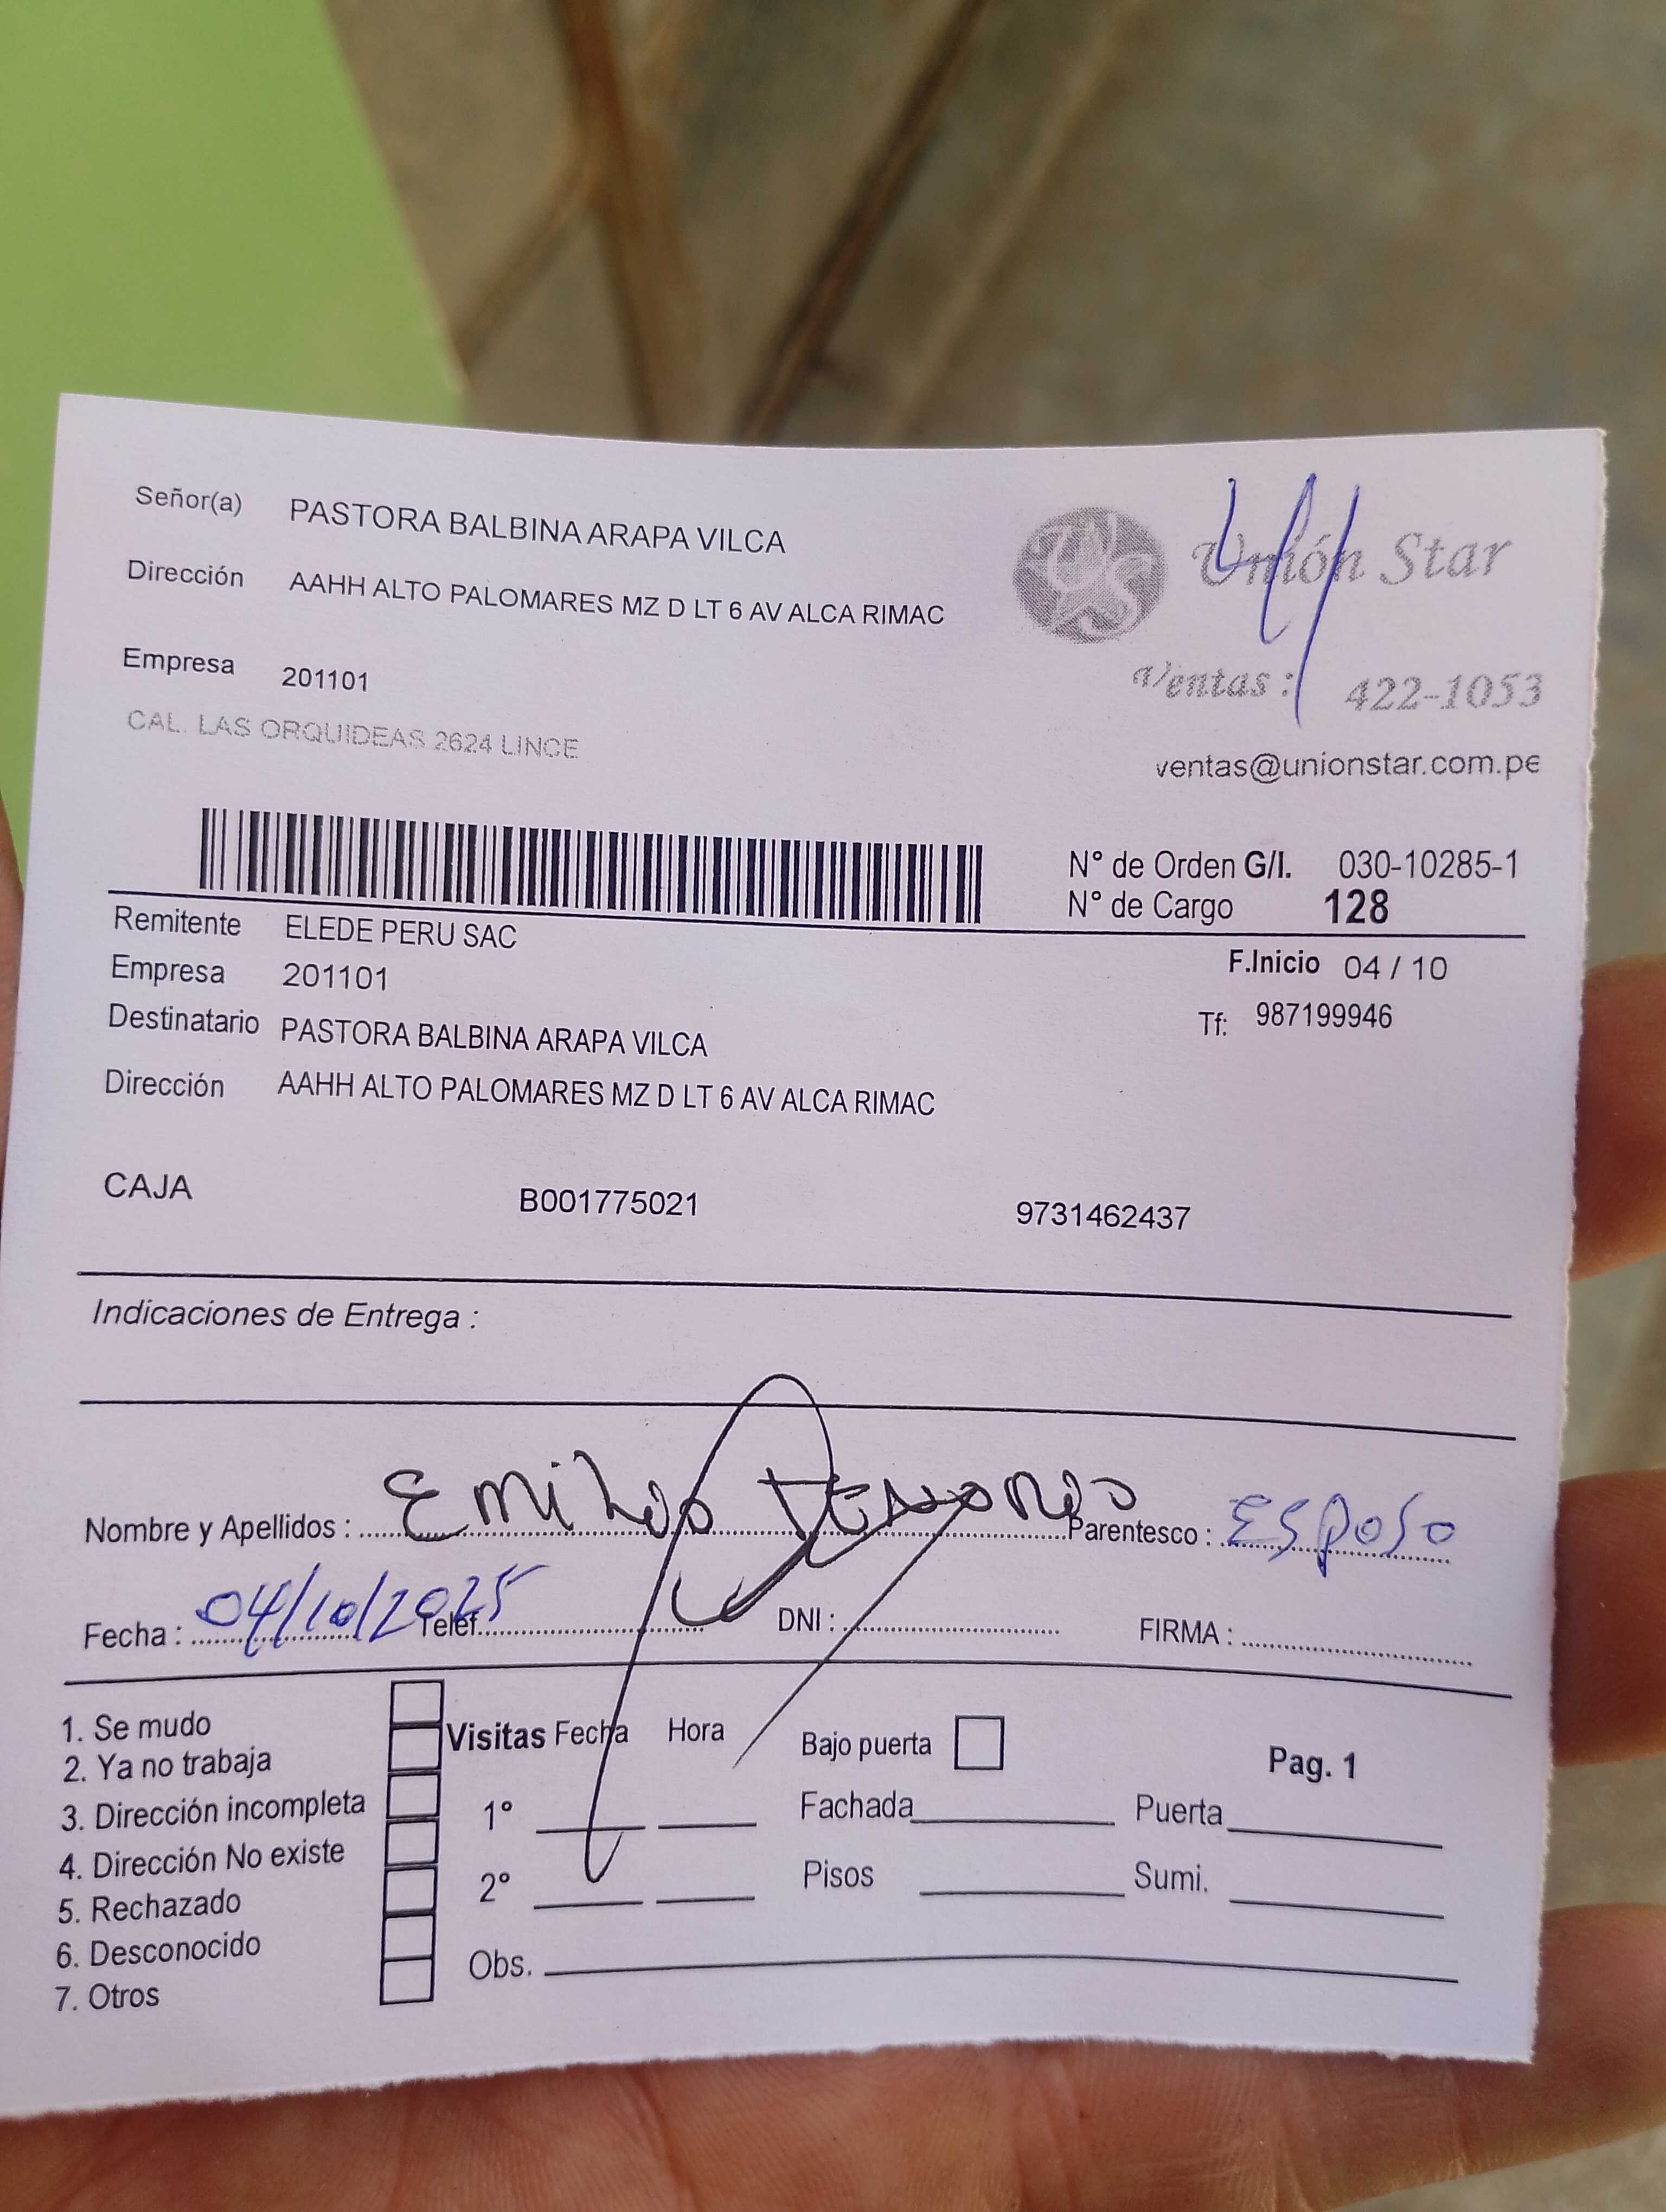 Señor(a) PASTORA BALBINA ARAPA VILCA
Dirección AAHH ALTO PALOMARES MZ D LT 6 AV ALCA RIMAC
Empresa 201101
CAL. LAS ORQUIDEAS 2624 LINCE
US Unión Star
Ventas : 422-1053
ventas@unionstar.com.pe
N° de Orden G/I. 030-10285-1
N° de Cargo 128
Remitente ELEDE PERU SAC
F.Inicio 04 / 10
Empresa 201101
Tf: 987199946
Destinatario PASTORA BALBINA ARAPA VILCA
Dirección AAHH ALTO PALOMARES MZ D LT 6 AV ALCA RIMAC
CAJA B001775021 9731462437
Indicaciones de Entrega :
Nombre y Apellidos : Emilio Parentesco : Esposo
Fecha : 04/10/2025 Telef. DNI : FIRMA :
1. Se mudo
2. Ya no trabaja
3. Dirección incompleta
4. Dirección No existe
5. Rechazado
6. Desconocido
7. Otros
Visitas Fecha Hora
1°
2°
Obs.
Bajo puerta
Fachada
Pisos
Pag. 1
Puerta
Sumi.